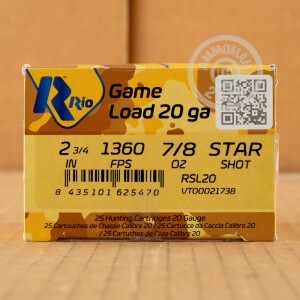 Rio
Game
Load 20 ga
2 3/4 1360 7/8 STAR
IN FPS OZ SHOT
RSL20
8 435101 625470 VT0002173B
25 Hunting Cartridges 20 Gauge
25 Cartouches de Chasse Calibre 20 / 25 Cartucce da Caccia Calibro 20
/ 25 Cartuchos de Caza Calibre 20